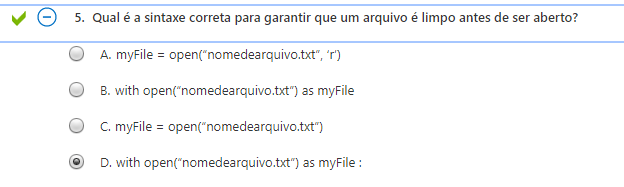 5. Qual é a sintaxe correta para garantir que um arquivo é limpo antes de ser aberto?
A. myFile = open(“nomedearquivo.txt”, ‘r’)
B. with open(“nomedearquivo.txt”) as myFile
C. myFile = open(“nomedearquivo.txt”)
D. with open(“nomedearquivo.txt”) as myFile :